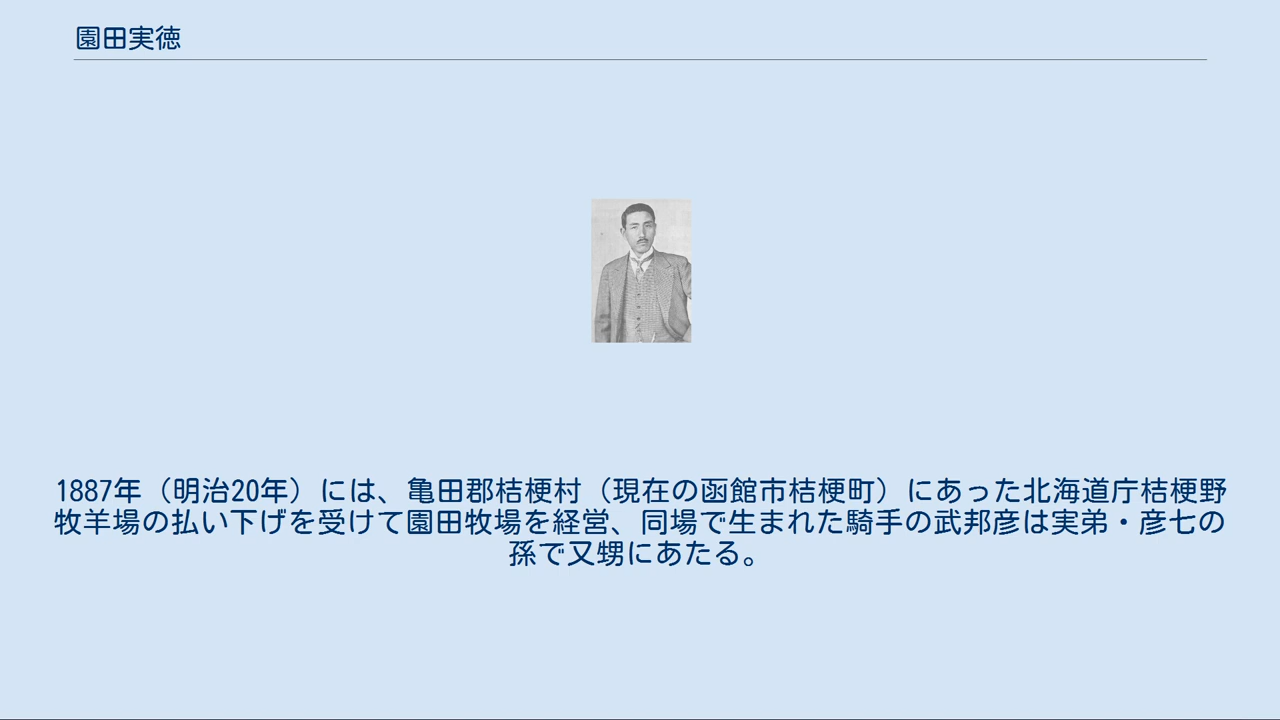 園田実徳
1887年（明治20年）には、亀田郡桔梗村（現在の函館市桔梗町）にあった北海道庁桔梗野
牧羊場の払い下げを受けて園田牧場を経営、同場で生まれた騎手の武邦彦は実弟・彦七の
孫で又甥にあたる。